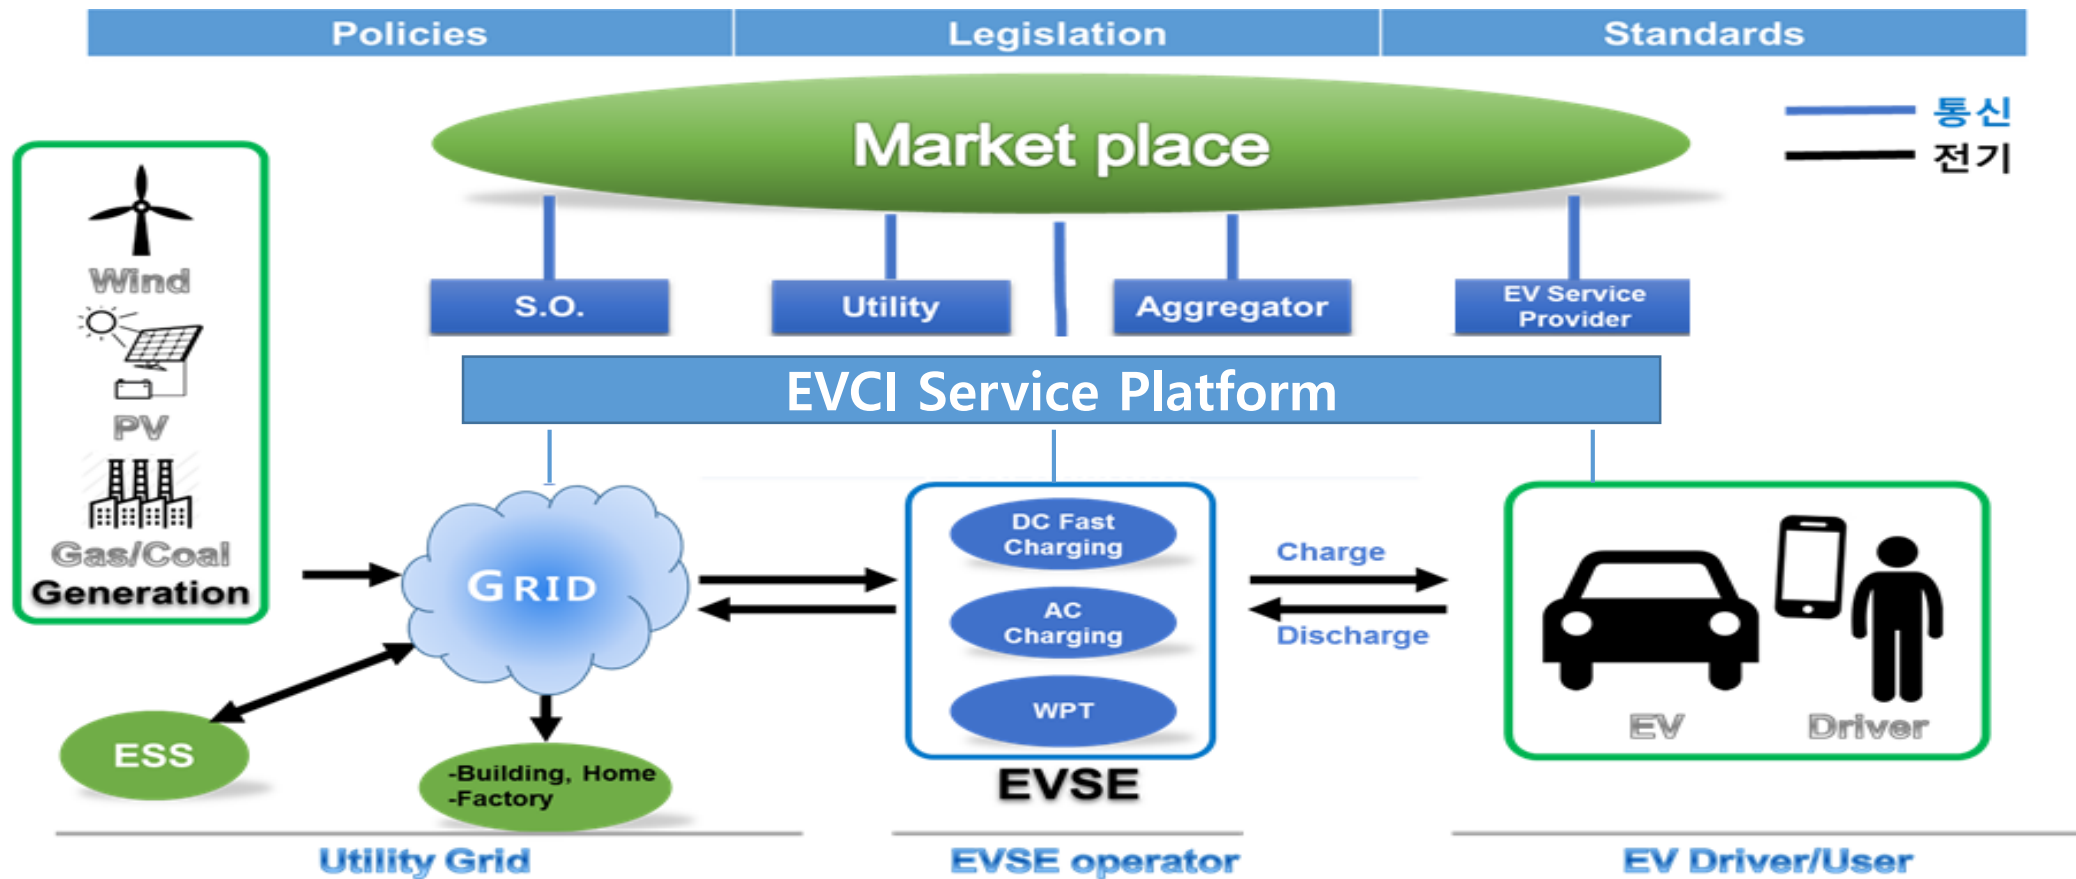 Policies
Legislation
Standards
Market place
통신
전기
Wind
PV
Gas/Coal
Generation
S.O.
Utility
Aggregator
EV Service
Provider
EVCI Service Platform
GRID
DC Fast
Charging
AC
Charging
WPT
EVSE
Charge
Discharge
EV
Driver
ESS
-Building, Home
-Factory
Utility Grid
EVSE operator
EV Driver/User